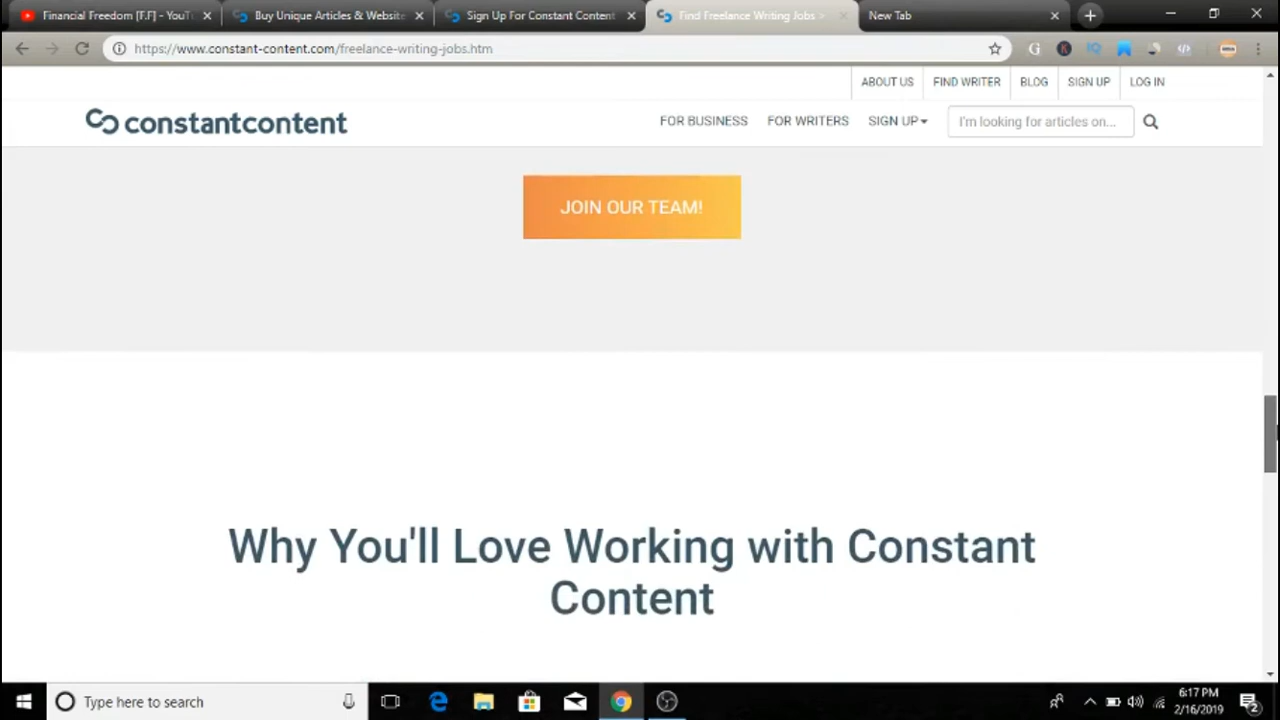 Financial Freedom [F.F] - YouT
Buy Unique Articles & Website
Sign Up For Constant Content
Find Freelance Writing Jobs >
New Tab
https://www.constant-content.com/freelance-writing-jobs.htm
ABOUT US
FIND WRITER
BLOG
SIGN UP
LOG IN
constantcontent
FOR BUSINESS
FOR WRITERS
SIGN UP
I'm looking for articles on...
JOIN OUR TEAM!
Why You'll Love Working with Constant
Content
Type here to search
6:17 PM
2/16/2019
2